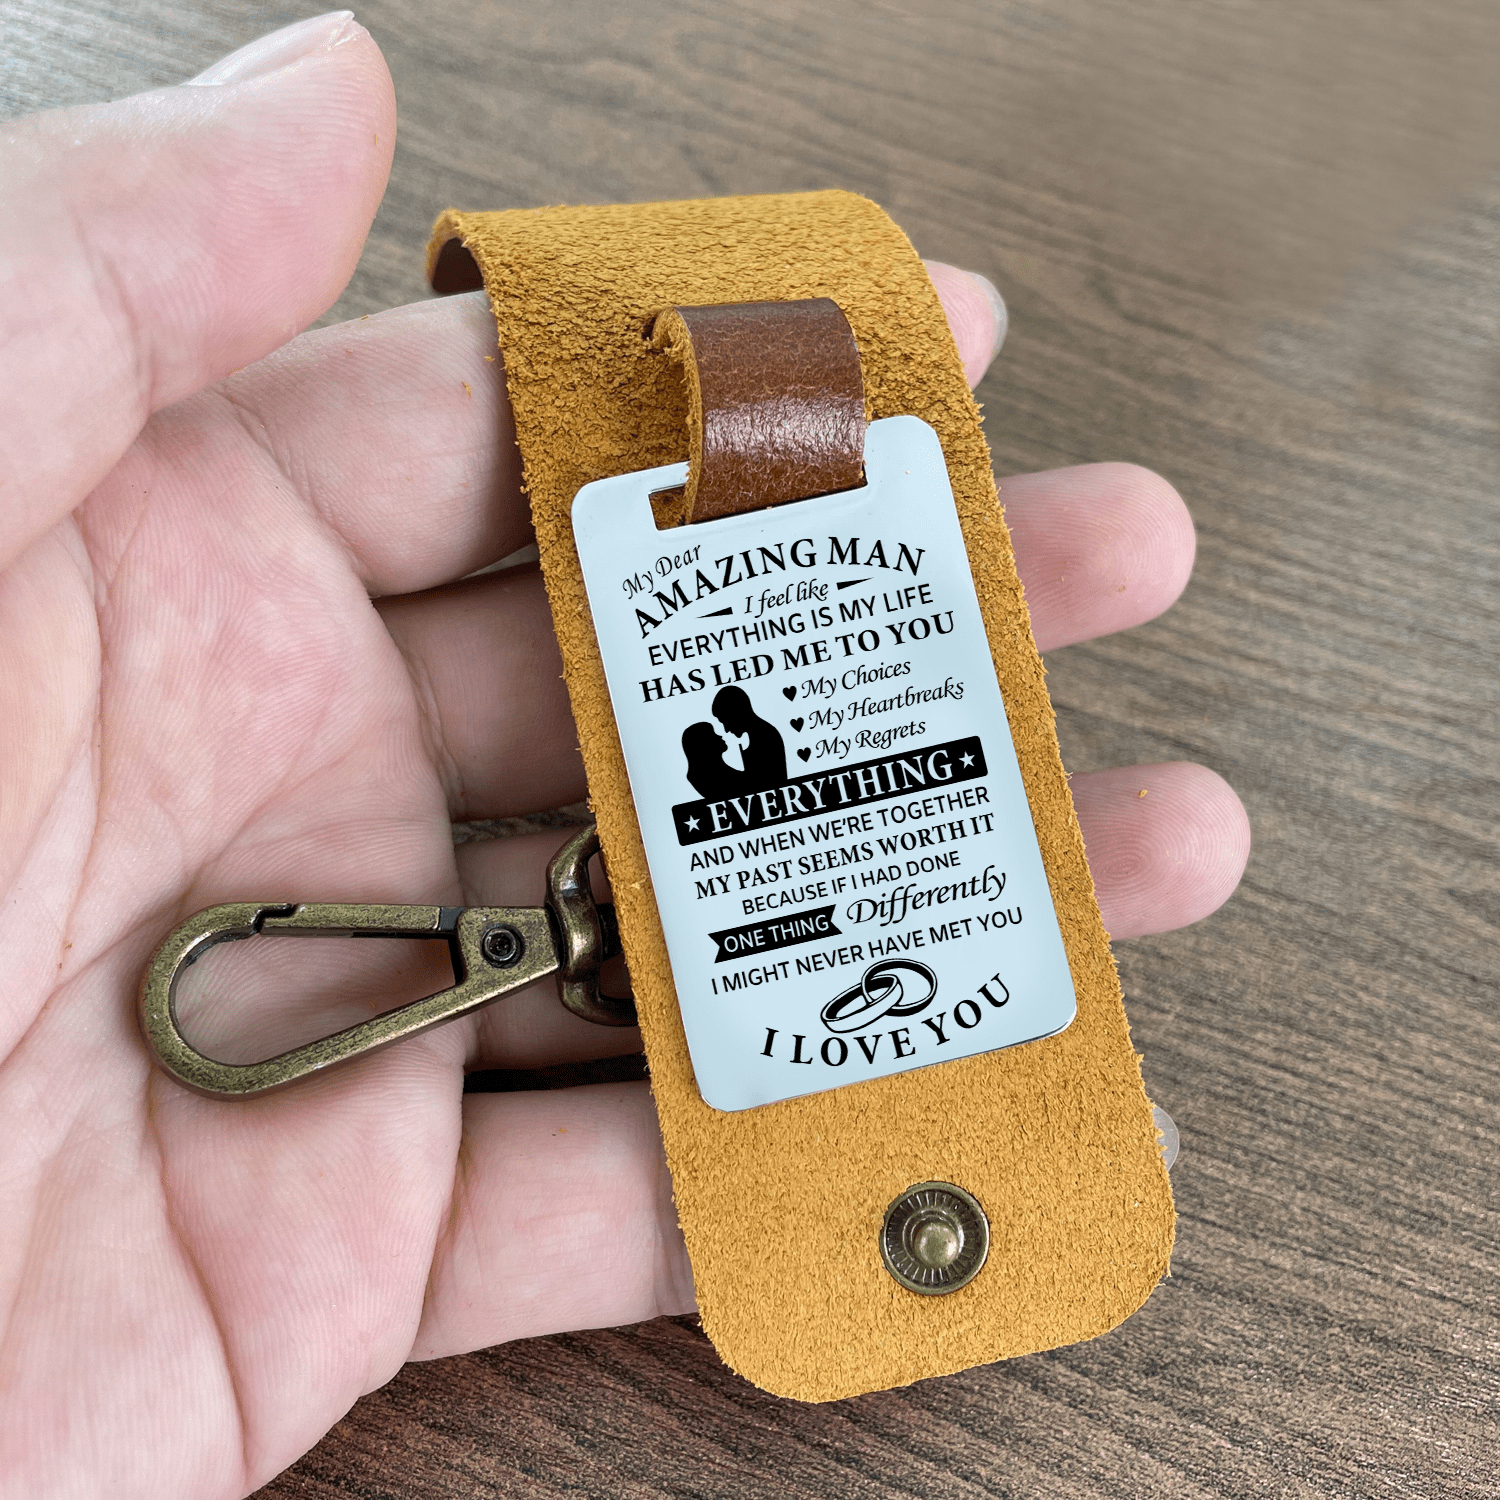 My Dear
AMAZING MAN
I feel like
EVERYTHING IS MY LIFE
HAS LED ME TO YOU
My Choices
My Heartbreaks
My Regrets
EVERYTHING
AND WHEN WE'RE TOGETHER
MY PAST SEEMS WORTH IT
BECAUSE IF I HAD DONE
ONE THING Differently
I MIGHT NEVER HAVE MET YOU
I LOVE YOU